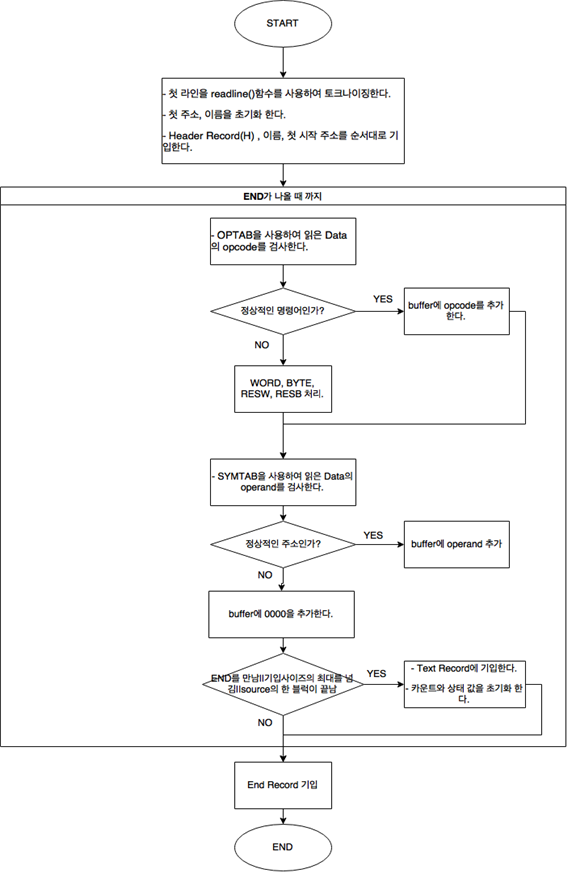 START
- 첫 라인을 readline()함수를 사용하여 토크나이징한다.
- 첫 주소, 이름을 초기화 한다.
- Header Record(H) , 이름, 첫 시작 주소를 순서대로 기
입한다.
END가 나올 때 까지
- OPTAB을 사용하여 읽은 Data
의 opcode를 검사한다.
정상적인 명령어인가?
YES
buffer에 opcode를 추가
한다.
NO
WORD, BYTE,
RESW, RESB 처리.
- SYMTAB을 사용하여 읽은 Data의
operand를 검사한다.
정상적인 주소인가?
YES
buffer에 operand 추가
NO
buffer에 0000을 추가한다.
END를 만남||기입사이즈의 최대를 넘
김||source의 한 블럭이 끝남
YES
- Text Record에 기입한다.
- 카운트와 상태 값을 초기화 한
다.
NO
End Record 기입
END